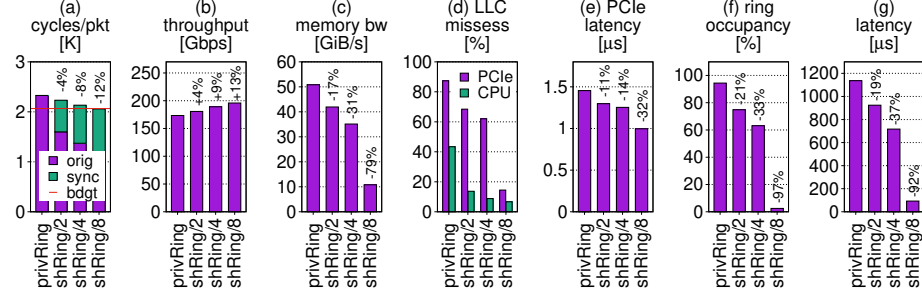 (a)
cycles/pkt
[K]
3
2
1
0
-4%
-8%
-12%
orig
sync
bdgt
privRing
shRing/2
shRing/4
shRing/8
(b)
throughput
[Gbps]
250
200
150
100
50
0
+4%
+9%
+13%
privRing
shRing/2
shRing/4
shRing/8
(c)
memory bw
[GiB/s]
60
50
40
30
20
10
0
-17%
-31%
-79%
privRing
shRing/2
shRing/4
shRing/8
(d) LLC
missess
[%]
100
80
60
40
20
0
PCIe
CPU
privRing
shRing/2
shRing/4
shRing/8
(e) PCIe
latency
[µs]
1.5
1
0.5
0
-11%
-14%
-32%
privRing
shRing/2
shRing/4
shRing/8
(f) ring
occupancy
[%]
100
80
60
40
20
0
-21%
-33%
-97%
privRing
shRing/2
shRing/4
shRing/8
(g)
latency
[µs]
1200
1000
800
600
400
200
0
-19%
-37%
-92%
privRing
shRing/2
shRing/4
shRing/8